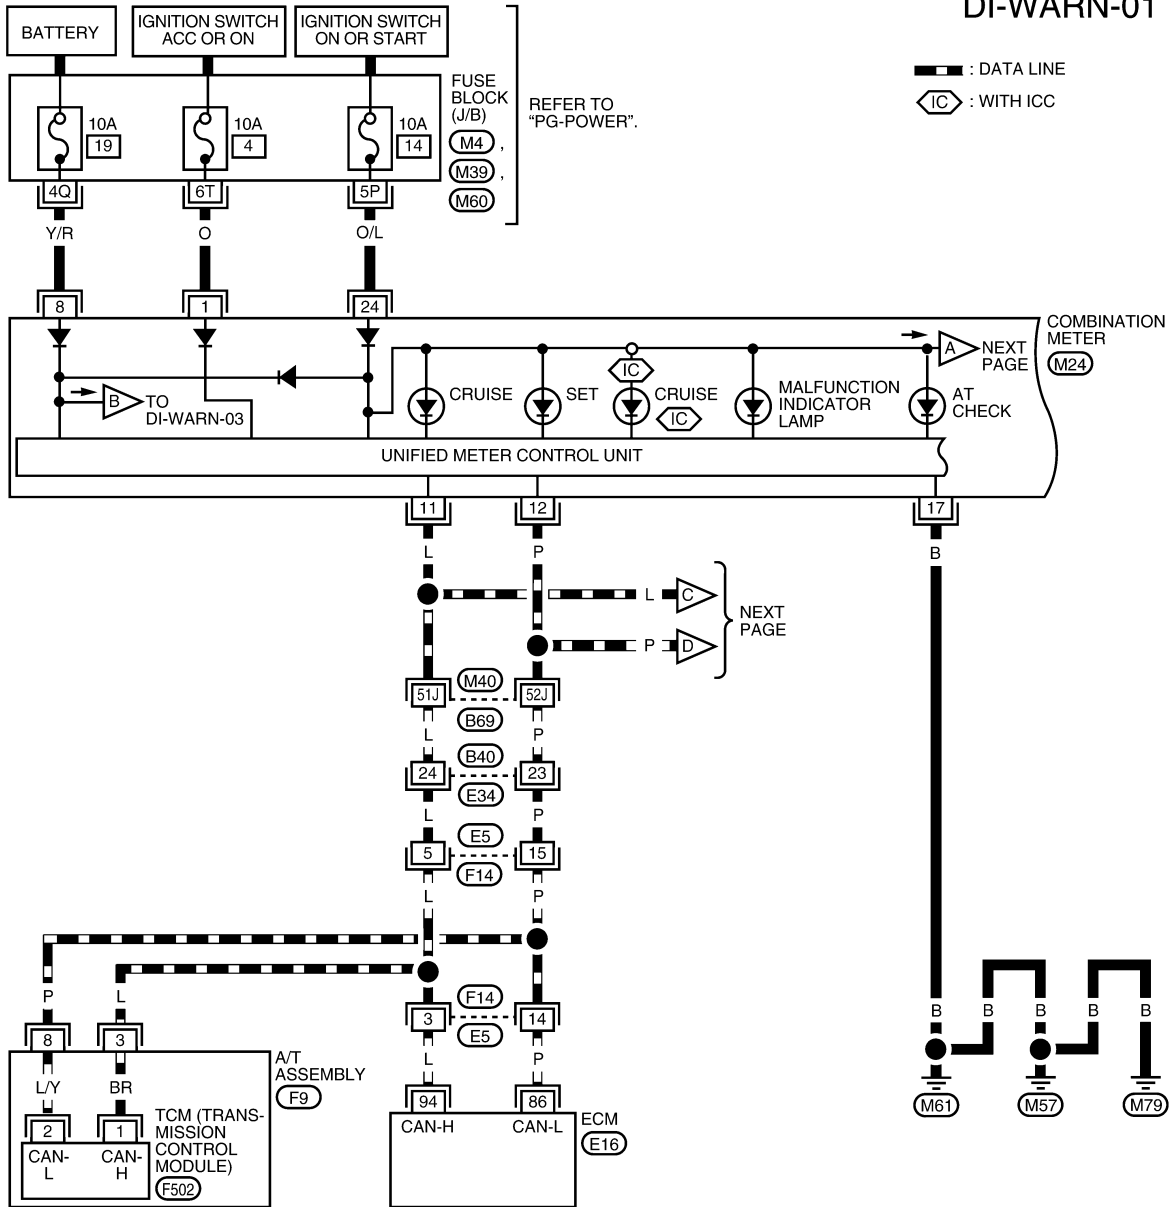 DI-WARN-01
BATTERY
IGNITION SWITCH
ACC OR ON
IGNITION SWITCH
ON OR START
: DATA LINE
IC : WITH ICC
FUSE
BLOCK
(J/B)
M4 ,
M39 ,
M60
REFER TO
“PG-POWER”.
10A
19
10A
4
10A
14
4Q
6T
5P
Y/R
O
O/L
8
1
24
COMBINATION
METER
M24
A
NEXT
PAGE
IC
B
TO
DI-WARN-03
CRUISE
SET
CRUISE
IC
MALFUNCTION
INDICATOR
LAMP
AT
CHECK
UNIFIED METER CONTROL UNIT
11
12
17
L
P
B
L
C
P
D
NEXT
PAGE
51J
M40
52J
B69
L
P
24
B40
23
E34
L
P
5
E5
15
F14
L
P
P
L
3
F14
14
E5
B
B
B
B
B
8
3
L
P
A/T
ASSEMBLY
F9
L/Y
BR
TCM (TRANS-
MISSION
CONTROL
MODULE)
F502
2
1
CAN-
L
CAN-
H
94
86
CAN-H
CAN-L
ECM
E16
M61
M57
M79